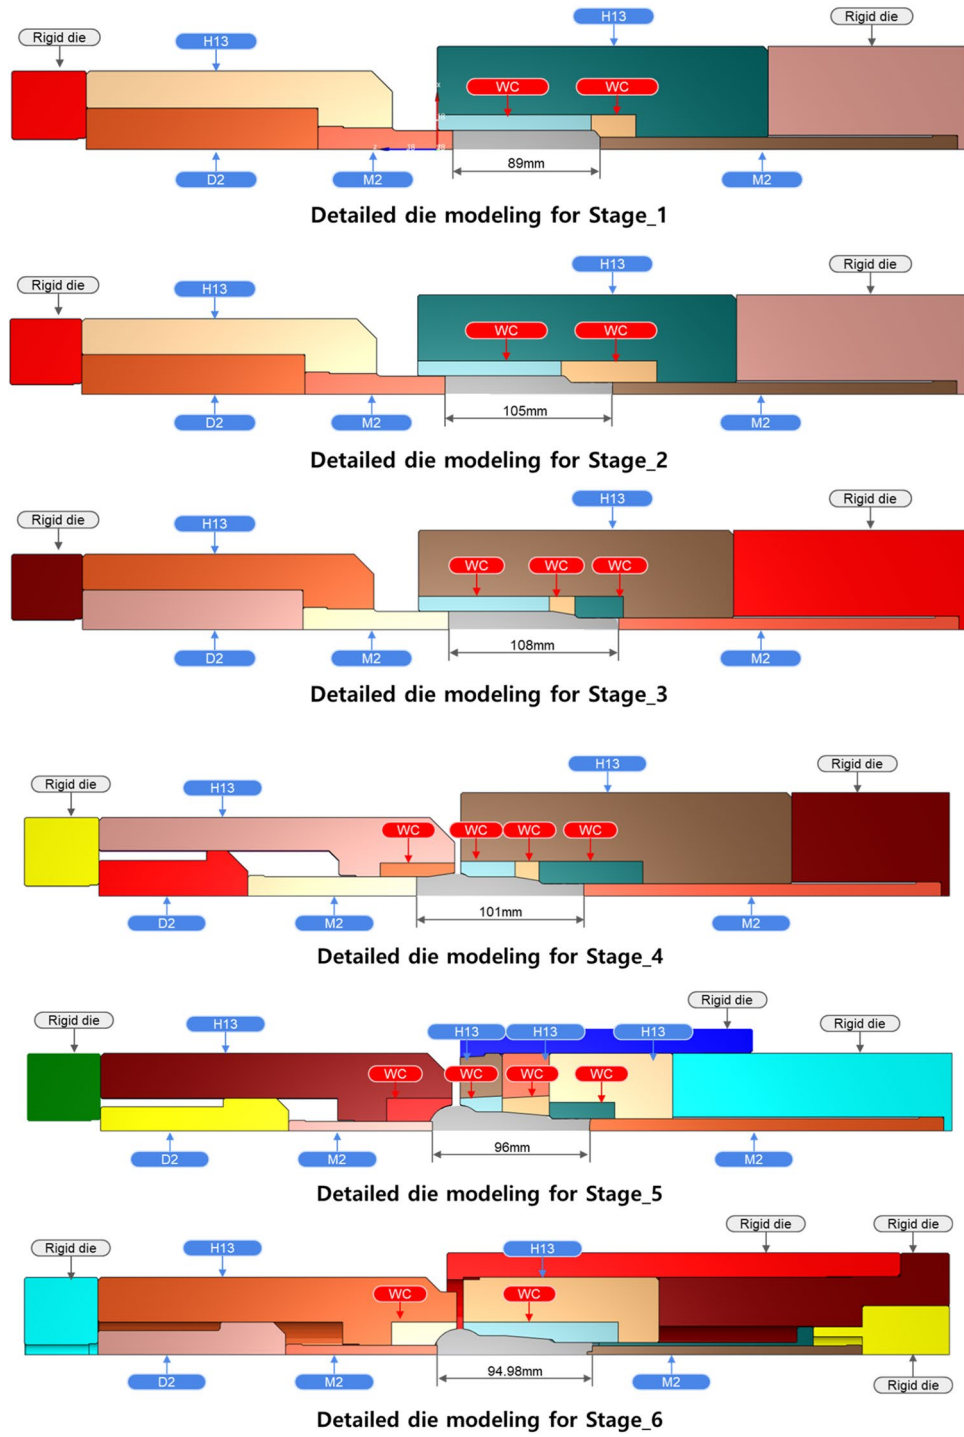 Rigid die
H13
H13
Rigid die
WC
WC
D2
M2
89mm
M2
Detailed die modeling for Stage_1
Rigid die
H13
H13
Rigid die
WC
WC
D2
M2
105mm
M2
Detailed die modeling for Stage_2
Rigid die
H13
H13
Rigid die
WC
WC
WC
D2
M2
108mm
M2
Detailed die modeling for Stage_3
Rigid die
H13
H13
Rigid die
WC
WC
WC
WC
D2
M2
101mm
M2
Detailed die modeling for Stage_4
Rigid die
Rigid die
H13
H13
H13
H13
Rigid die
WC
WC
WC
WC
D2
M2
96mm
M2
Detailed die modeling for Stage_5
Rigid die
H13
H13
Rigid die
Rigid die
WC
WC
D2
M2
94.98mm
M2
Rigid die
Detailed die modeling for Stage_6